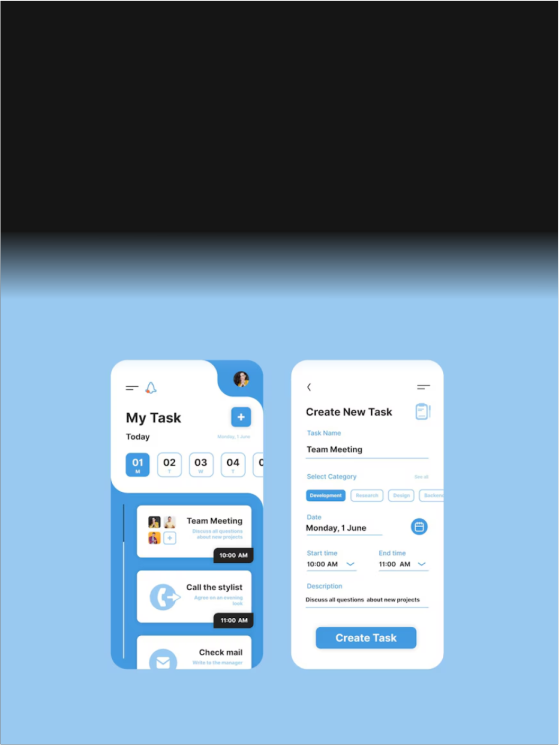 My Task
Today
Monday, 1 June
01
M
02
T
03
W
04
T
Team Meeting
Discuss all questions
about new projects
10:00 AM
Call the stylist
Agree on an evening
look
11:00 AM
Check mail
Write to the manager
Create New Task
Task Name
Team Meeting
Select Category
See all
Development
Research
Design
Date
Monday, 1 June
Start time
End time
10:00 AM
11:00 AM
Description
Discuss all questions about new projects
Create Task